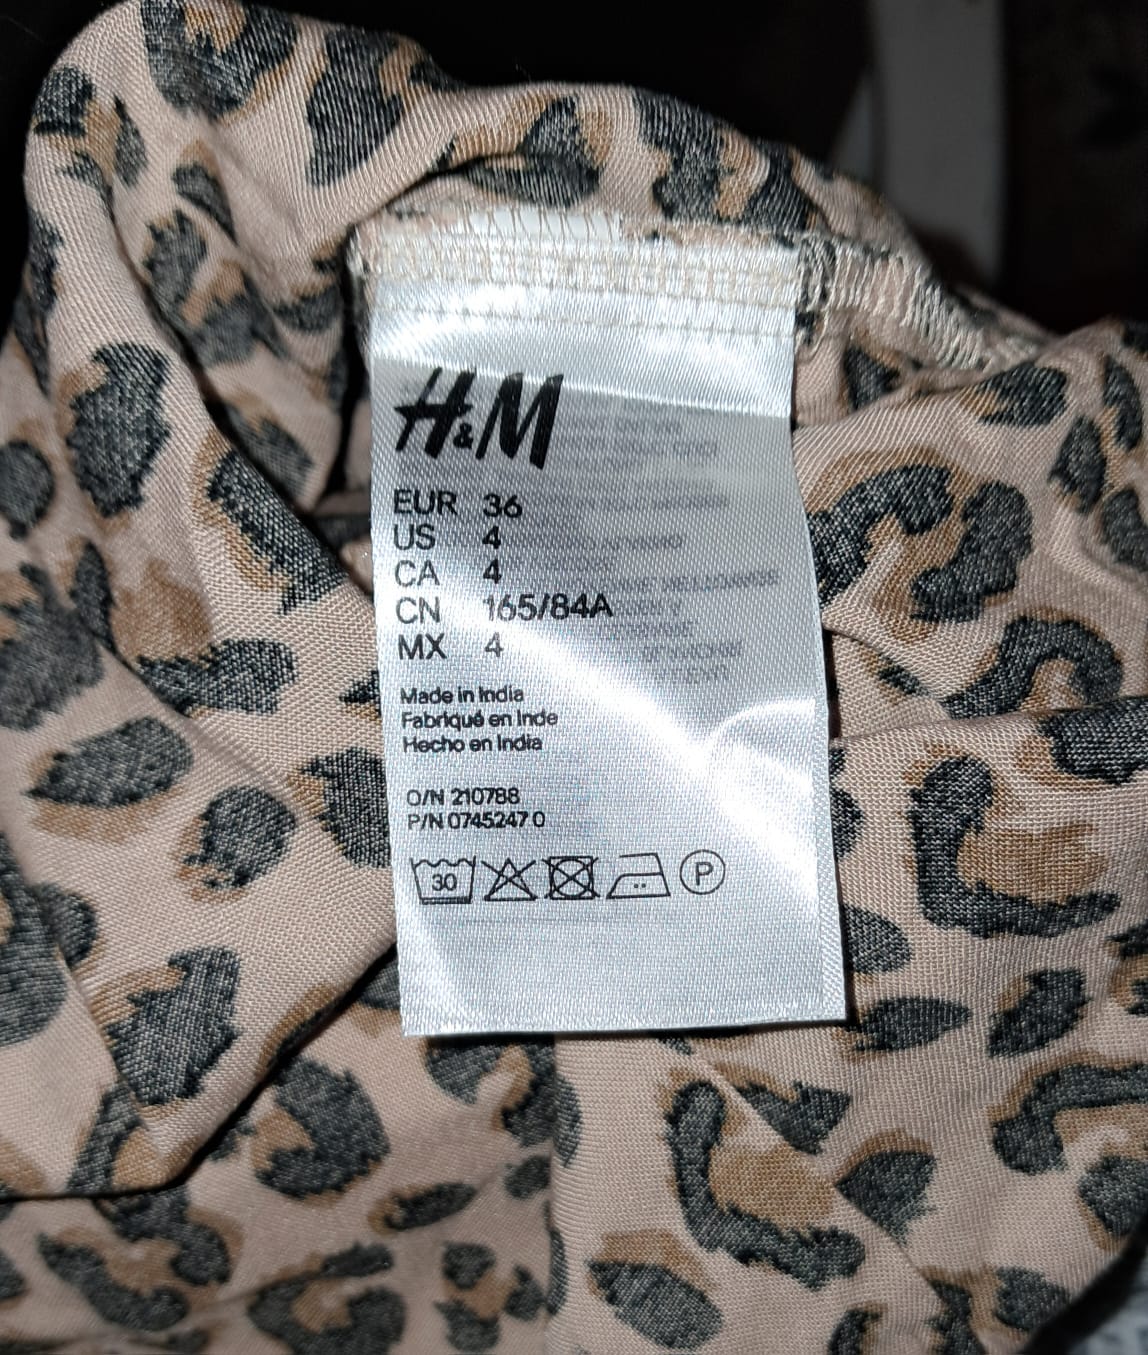 H&M
EUR 36
US 4
CA 4
CN 165/84A
MX 4
Made in India
Fabriqué en Inde
Hecho en India
O/N 210788
P/N 0745247 0
30
P